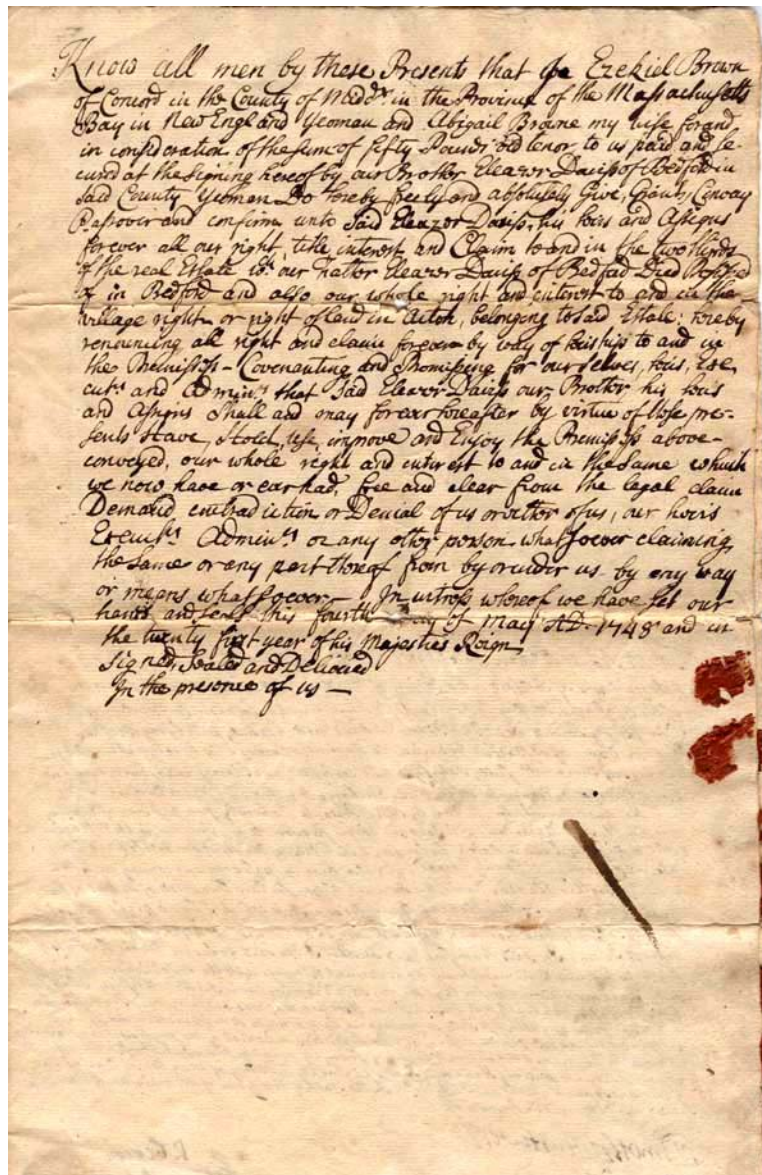 Know all men by these Presents that we Ezekiel Brown
of Concord in the County of Midd.x in the Province of the Massachusetts
Bay in New England Yeoman and Abigail Browne my wife for and
in consideration of the sum of fifty Pounds old tenor to us paid and se-
cured at the signing hereof by our Brother Eleazer Daviss of Bedford in
said County Yeoman Do hereby freely and absolutely Give, Grant, Convay
Passover and confirm unto said Eleazer Daviss, his heirs and Assigns
forever all our right, title interest and Claim to and in the two thirds
of the real Estate our Father Eleazer Daviss of Bedford Died
of in Bedford and also our whole right and interest to and in the
village right or right of land in Acton, belonging to said Estate; hereby
renouncing all right and claim forever by way of heirship to and in
the Premisses - Covenanting and Promising for ourselves, heirs, Exe
cut.rs and Admin.rs that said Eleazer Daviss our Brother his heirs
and Assigns shall and may forever hereafter by virtue of these pre-
sents Have, Hold, use, improve and Enjoy the Premisses above-
conveyed, our whole right and interest to and in the same which
we now have or ever had, free and clear from the legal claim
Demand contradiction or Denial of us or either of us, our heirs
Execut.rs Admin.rs or any other person whatsoever claiming
the same or any part thereof from by or under us by any way
or means whatsoever - In witness whereof we have set our
hands and seals this fourth day of May AD. 1748 and in
the twenty first year of his Majesties Reign
Signed, Sealed and Delivered
In the presence of us -